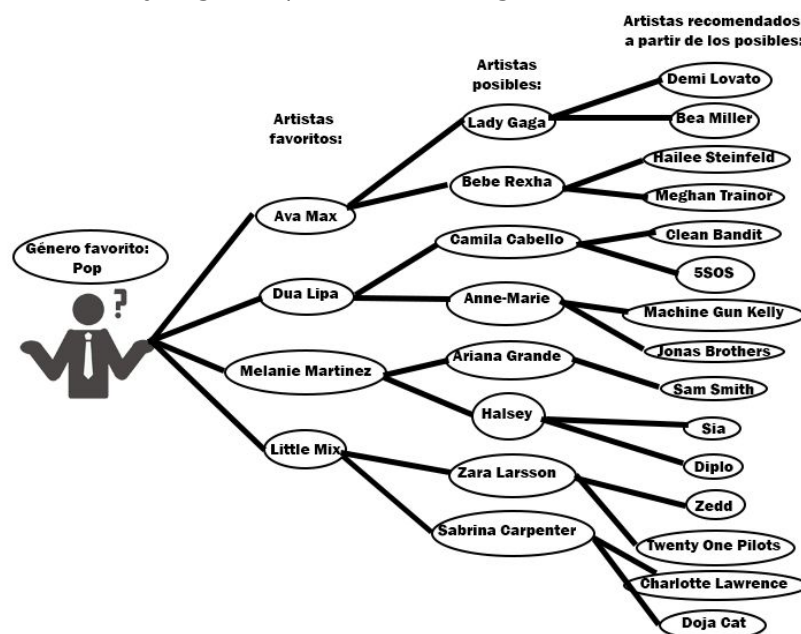 Artistas recomendados
a partir de los posibles:
Artistas
posibles:
Artistas
favoritos:
Género favorito:
Pop
?
Ava Max
Dua Lipa
Melanie Martinez
Little Mix
Lady Gaga
Bebe Rexha
Camila Cabello
Anne-Marie
Ariana Grande
Halsey
Zara Larsson
Sabrina Carpenter
Demi Lovato
Bea Miller
Hailee Steinfeld
Meghan Trainor
Clean Bandit
5SOS
Machine Gun Kelly
Jonas Brothers
Sam Smith
Sia
Diplo
Zedd
Twenty One Pilots
Charlotte Lawrence
Doja Cat